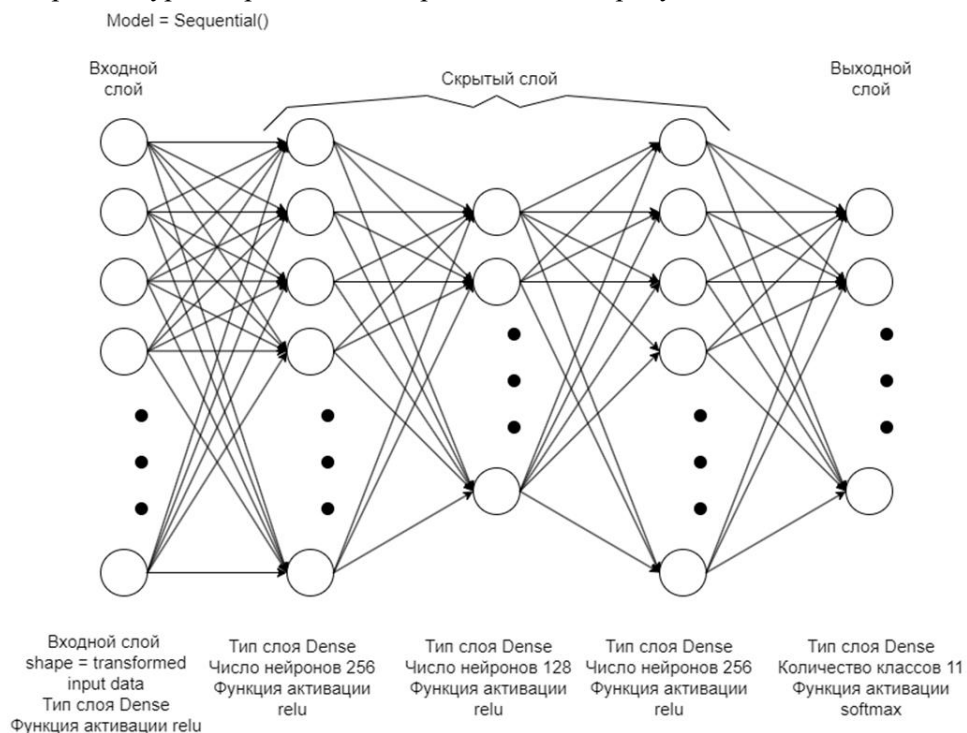 Model = Sequential()
Входной
слой
Скрытый слой
Выходной
слой
Входной слой
shape = transformed
input data
Тип слоя Dense
Функция активации relu
Тип слоя Dense
Число нейронов 256
Функция активации
relu
Тип слоя Dense
Число нейронов 128
Функция активации
relu
Тип слоя Dense
Число нейронов 256
Функция активации
relu
Тип слоя Dense
Количество классов 11
Функция активации
softmax